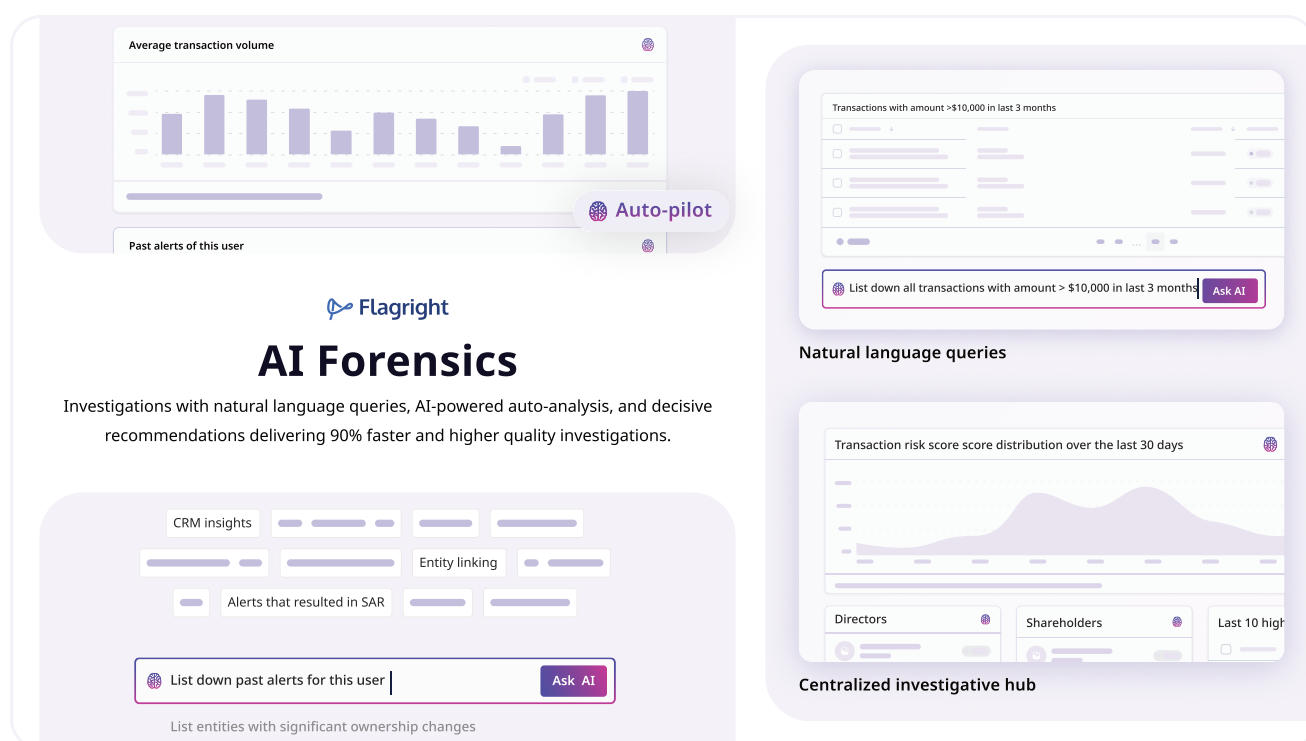 Average transaction volume
Auto-pilot
Past alerts of this user
Flagright
AI Forensics
Investigations with natural language queries, AI-powered auto-analysis, and decisive
recommendations delivering 90% faster and higher quality investigations.
CRM insights
Entity linking
Alerts that resulted in SAR
List down past alerts for this user
Ask AI
List entities with significant ownership changes
Transactions with amount >$10,000 in last 3 months
...
List down all transactions with amount > $10,000 in last 3 months
Ask AI
Natural language queries
Transaction risk score score distribution over the last 30 days
Directors
Shareholders
Last 10 high
Centralized investigative hub